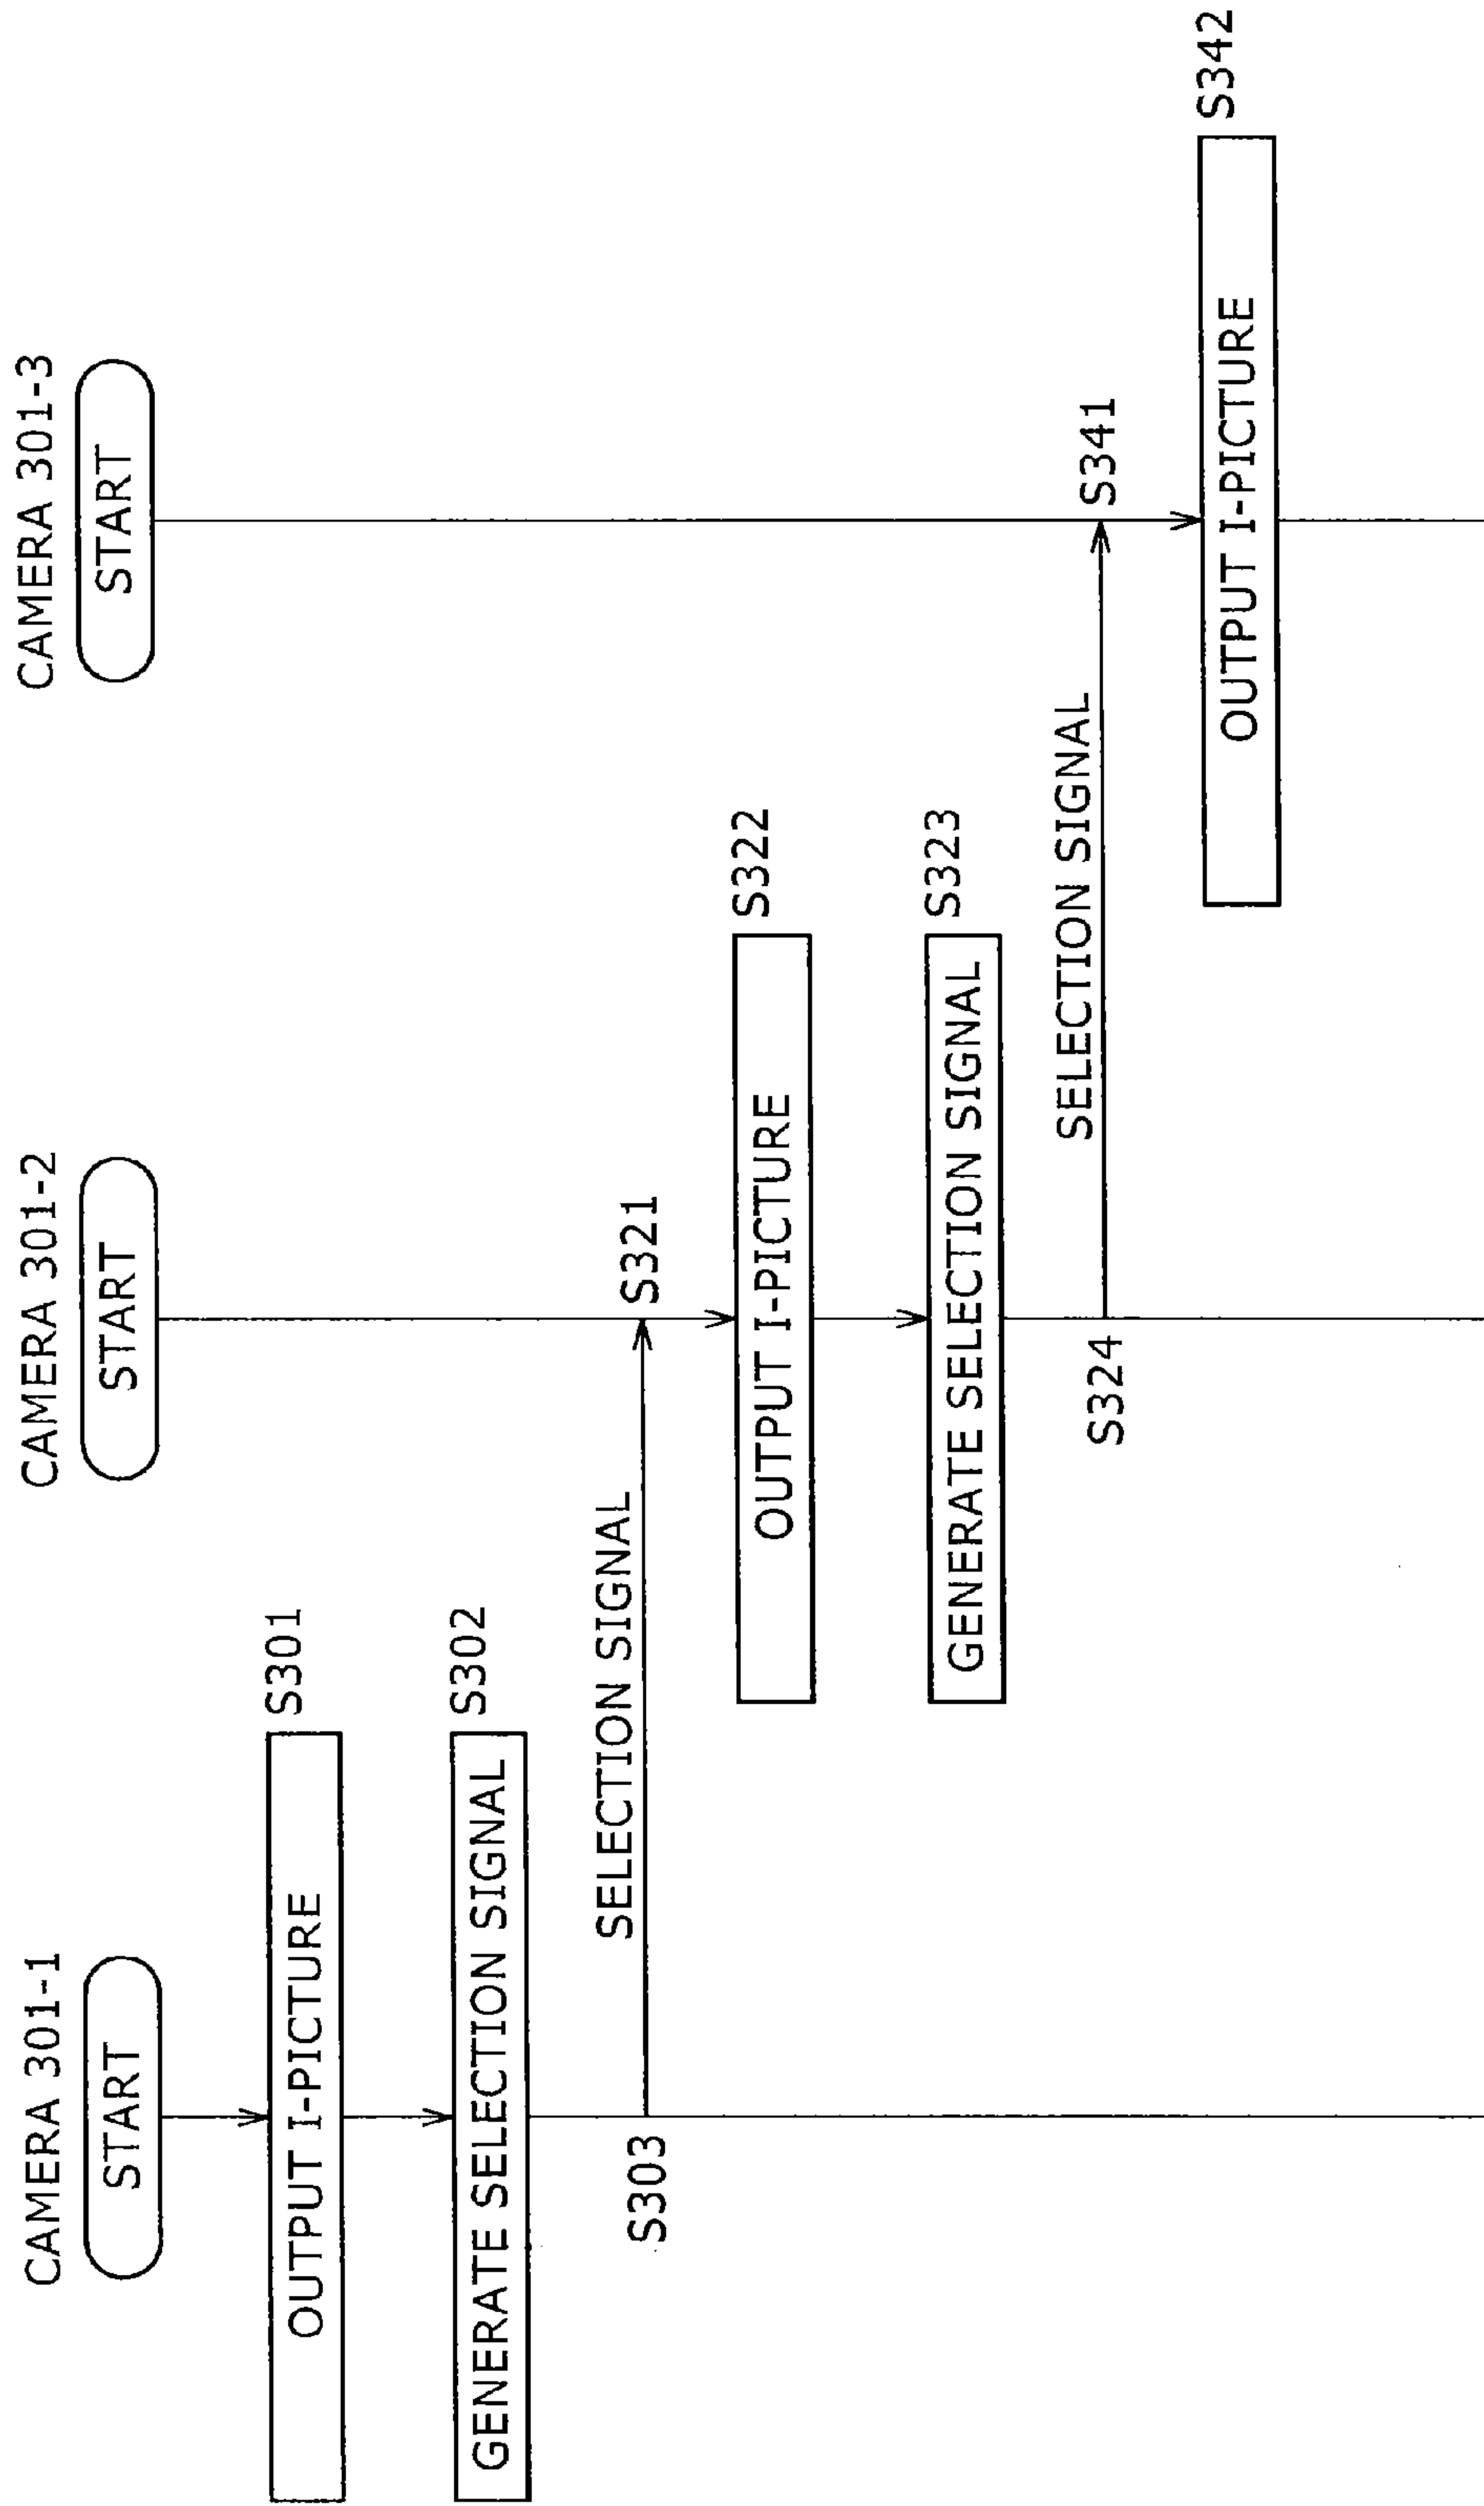 CAMERA 301-1
START
OUTPUT I-PICTURE
S301
GENERATE SELECTION SIGNAL
S302
S303
SELECTION SIGNAL
CAMERA 301-2
START
S321
OUTPUT I-PICTURE
S322
GENERATE SELECTION SIGNAL
S323
S324
SELECTION SIGNAL
CAMERA 301-3
START
S341
OUTPUT I-PICTURE
S342